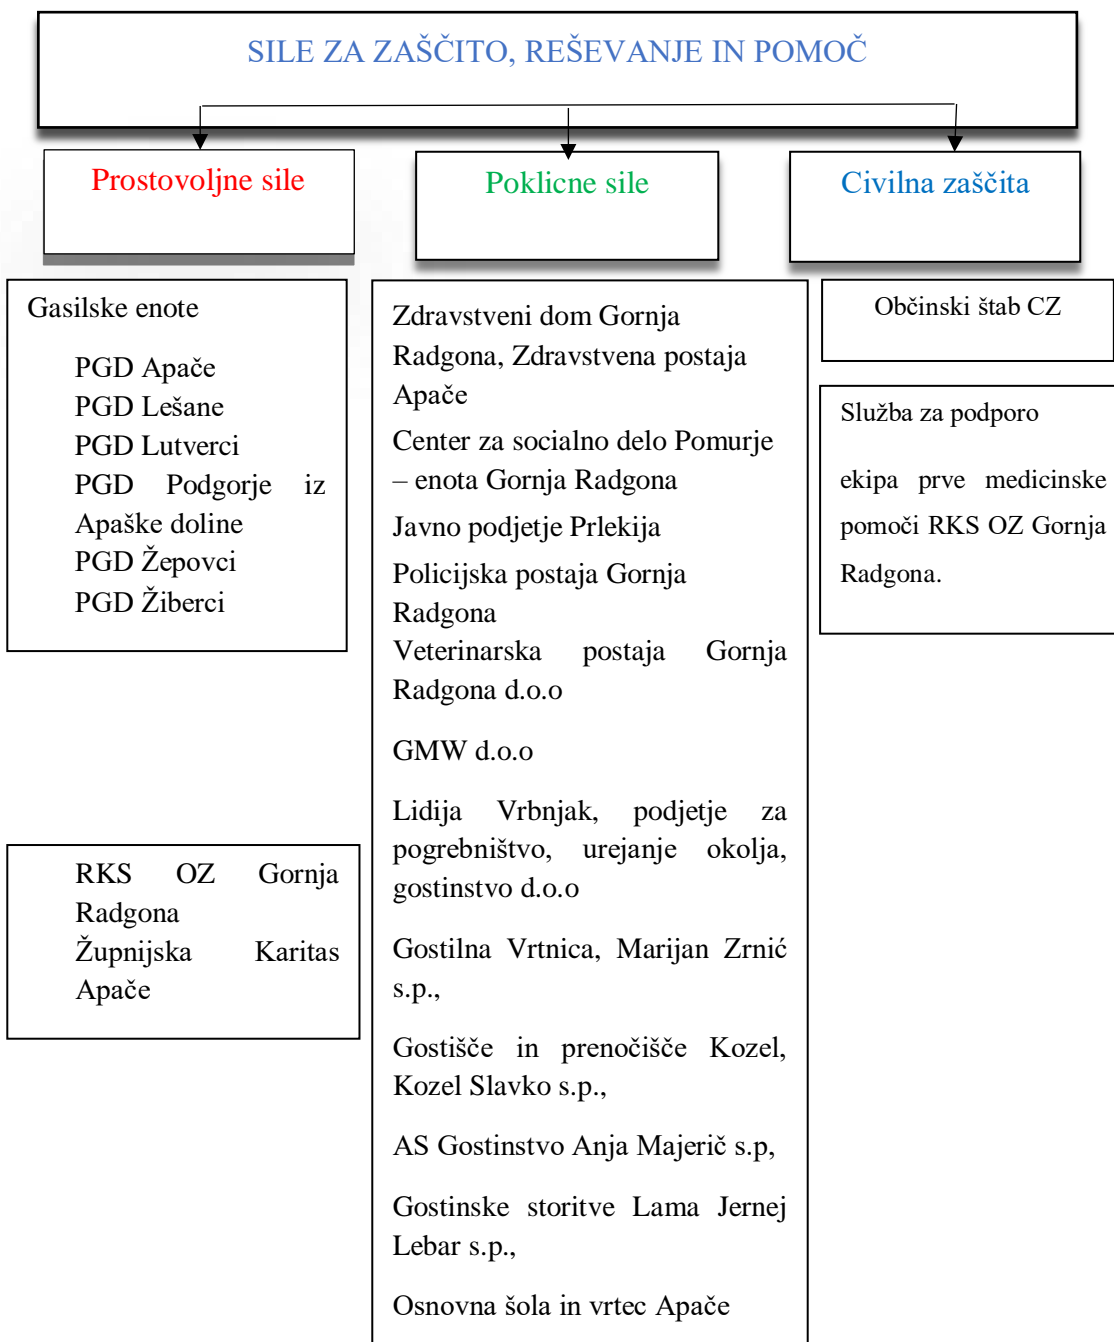 SILE ZA ZAŠČITO, REŠEVANJE IN POMOČ
Prostovoljne sile
Poklicne sile
Civilna zaščita
Gasilske enote
PGD Apače
PGD Lešane
PGD Lutverci
PGD Podgorje iz
Apaške doline
PGD Žepovci
PGD Žiberci
RKS OZ Gornja
Radgona
Župnijska Karitas
Apače
Zdravstveni dom Gornja
Radgona, Zdravstvena postaja
Apače
Center za socialno delo Pomurje
– enota Gornja Radgona
Javno podjetje Prlekija
Policijska postaja Gornja
Radgona
Veterinarska postaja Gornja
Radgona d.o.o
GMW d.o.o
Lidija Vrbnjak, podjetje za
pogrebništvo, urejanje okolja,
gostinstvo d.o.o
Gostilna Vrtnica, Marijan Zrnić
s.p.,
Gostišče in prenočišče Kozel,
Kozel Slavko s.p.,
AS Gostinstvo Anja Majerič s.p,
Gostinske storitve Lama Jernej
Lebar s.p.,
Osnovna šola in vrtec Apače
Občinski štab CZ
Služba za podporo
ekipa prve medicinske
pomoči RKS OZ Gornja
Radgona.